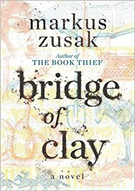 markus
zusak
Author of
THE BOOK THIEF
bridge
of
clay
a novel